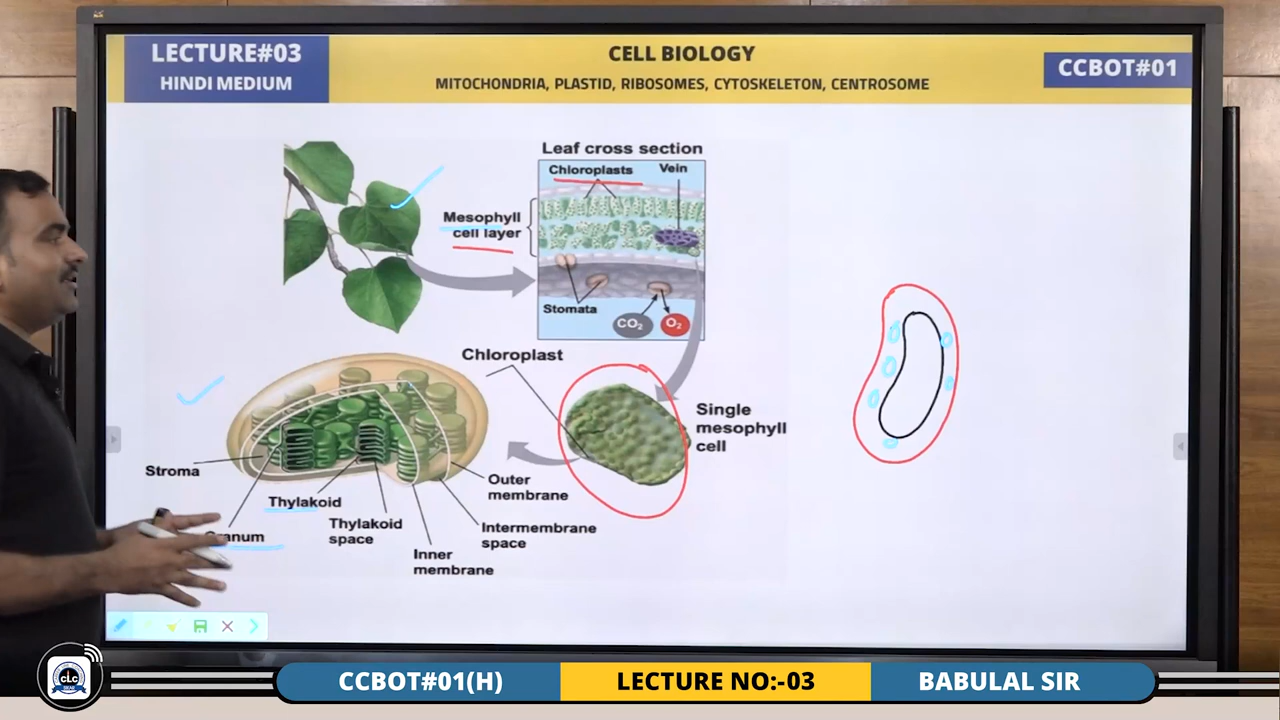 LECTURE#03
HINDI MEDIUM
CELL BIOLOGY
MITOCHONDRIA, PLASTID, RIBOSOMES, CYTOSKELETON, CENTROSOME
CCBOT#01
Leaf cross section
Chloroplasts
Vein
Mesophyll
cell layer
Stomata
CO₂
O₂
Chloroplast
Single
mesophyll
cell
Stroma
Outer
membrane
Thylakoid
Thylakoid
space
Intermembrane
space
Inner
membrane
CLC
CCBOT#01(H)
LECTURE NO:-03
BABULAL SIR